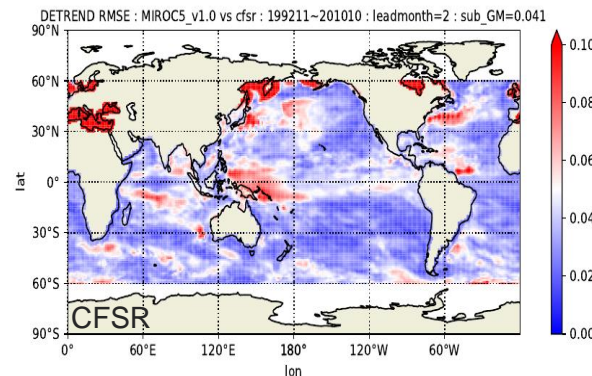 DETREND RMSE : MIROC5_v1.0 vs cfsr : 199211~201010 : leadmonth=2 : sub_GM=0.041
90°N
60°N
30°N
0°
30°S
60°S
90°S
lat
CFSR
0°
60°E
120°E
180°
120°W
60°W
lon
0.10
0.08
0.06
0.04
0.02
0.00